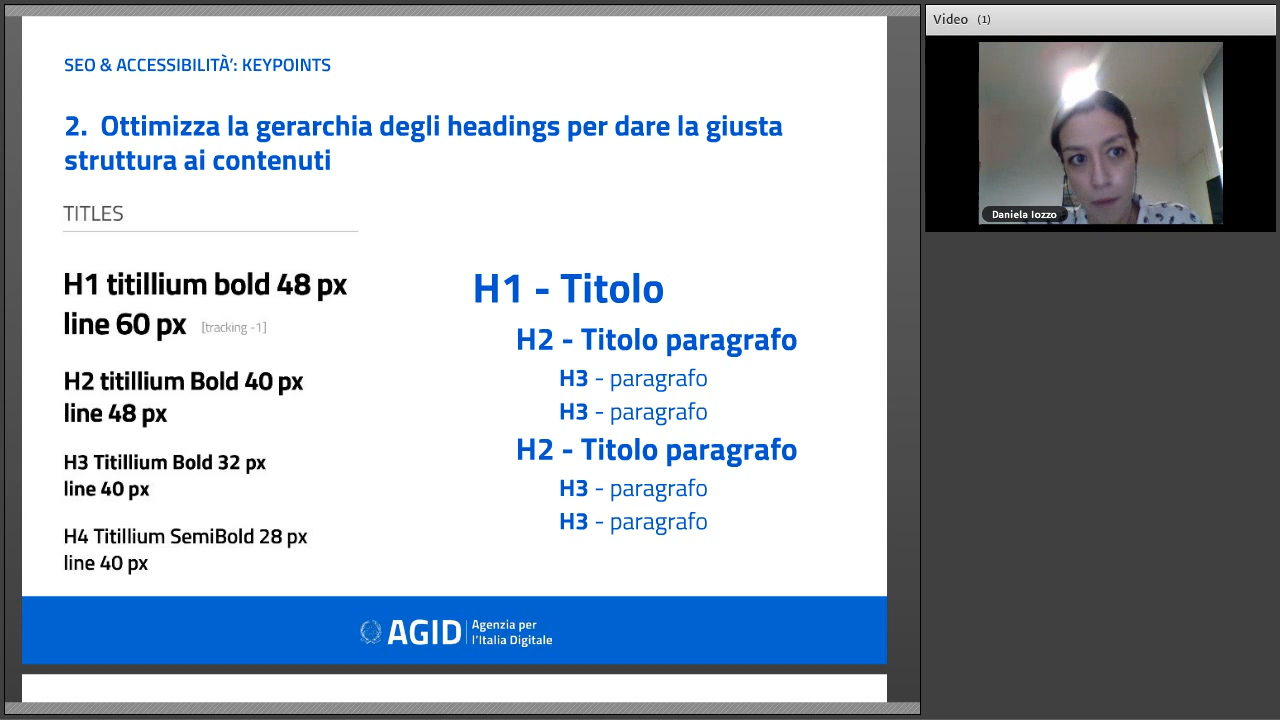 SEO & ACCESSIBILITÀ': KEYPOINTS
2. Ottimizza la gerarchia degli headings per dare la giusta
struttura ai contenuti
TITLES
H1 titillium bold 48 px
line 60 px [tracking -1]
H2 titillium Bold 40 px
line 48 px
H3 Titillium Bold 32 px
line 40 px
H4 Titillium SemiBold 28 px
line 40 px
H1 - Titolo
H2 - Titolo paragrafo
H3 - paragrafo
H3 - paragrafo
H2 - Titolo paragrafo
H3 - paragrafo
H3 - paragrafo
AGID
Agenzia per
l'Italia Digitale
Video (1)
Daniela Iozzo